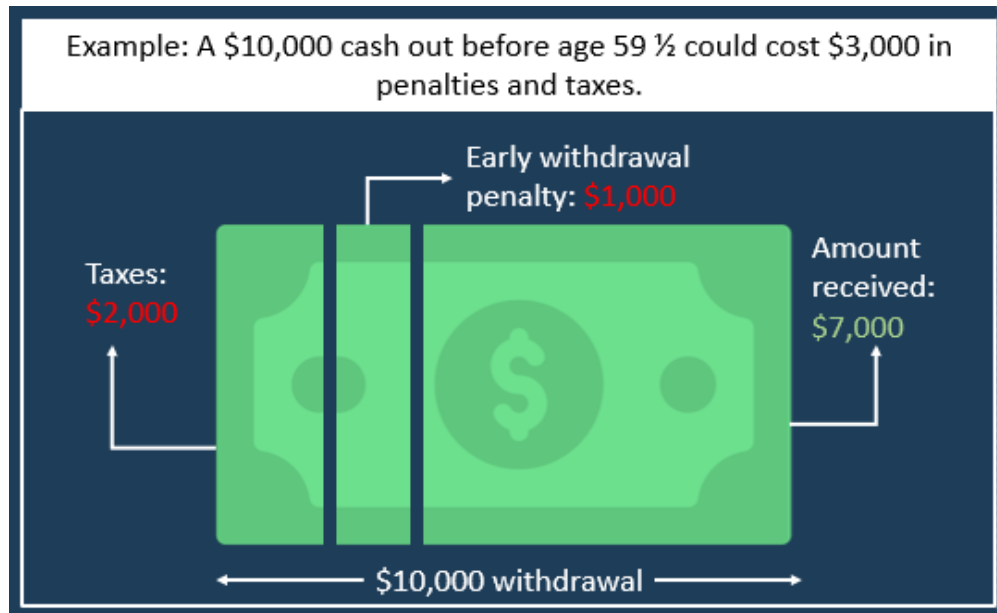 Example: A $10,000 cash out before age 59 ½ could cost $3,000 in
penalties and taxes.
Early withdrawal
penalty: $1,000
Taxes:
$2,000
Amount
received:
$7,000
$
$10,000 withdrawal